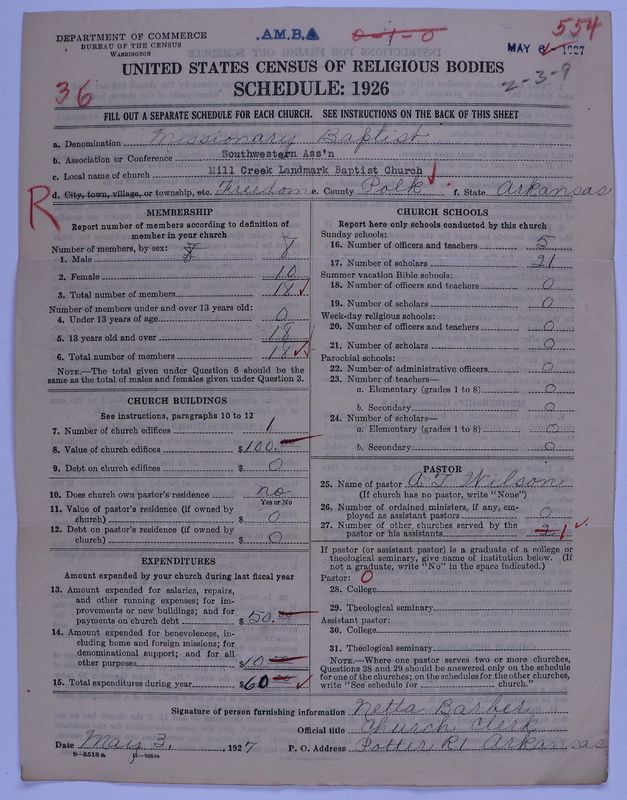 DEPARTMENT OF COMMERCE
BUREAU OF THE CENSUS
WASHINGTON
.A.M.B.A
0-1-0
554
MAY 6 1927
2-3-9
36
UNITED STATES CENSUS OF RELIGIOUS BODIES
SCHEDULE: 1926
FILL OUT A SEPARATE SCHEDULE FOR EACH CHURCH. SEE INSTRUCTIONS ON THE BACK OF THIS SHEET
a. Denomination Missionary Baptist
b. Association or Conference Southwestern Ass'n
c. Local name of church Mill Creek Landmark Baptist Church
R
d. City, town, village, or township, etc. Freedom e. County Polk f. State Arkansas
MEMBERSHIP
Report number of members according to definition of
member in your church
Number of members, by sex:
1. Male 8 8
2. Female 10
3. Total number of members 18
Number of members under and over 13 years old:
4. Under 13 years of age 0
5. 13 years old and over 18
6. Total number of members 18
NOTE.—The total given under Question 6 should be the
same as the total of males and females given under Question 3.
CHURCH BUILDINGS
See instructions, paragraphs 10 to 12
7. Number of church edifices 1
8. Value of church edifices $100.
9. Debt on church edifices $ 0
10. Does church own pastor's residence no
Yes or No
11. Value of pastor's residence (if owned by
church) $ 0
12. Debt on pastor's residence (if owned by
church) $ 0
EXPENDITURES
Amount expended by your church during last fiscal year
13. Amount expended for salaries, repairs,
and other running expenses; for im-
provements or new buildings; and for
payments on church debt $50.00
14. Amount expended for benevolences, in-
cluding home and foreign missions; for
denominational support; and for all
other purposes $10
15. Total expenditures during year $60
CHURCH SCHOOLS
Report here only schools conducted by this church
Sunday schools:
16. Number of officers and teachers 5
17. Number of scholars 21
Summer vacation Bible schools:
18. Number of officers and teachers 0
19. Number of scholars 0
Week-day religious schools:
20. Number of officers and teachers 0
21. Number of scholars 0
Parochial schools:
22. Number of administrative officers 0
23. Number of teachers—
a. Elementary (grades 1 to 8) 0
b. Secondary 0
24. Number of scholars—
a. Elementary (grades 1 to 8) 0
b. Secondary 0
PASTOR
25. Name of pastor A T Wilson
(If church has no pastor, write "None")
26. Number of ordained ministers, if any, em-
ployed as assistant pastors 0
27. Number of other churches served by the
pastor or his assistants 2 1
If pastor (or assistant pastor) is a graduate of a college or
theological seminary, give name of institution below. (If
not a graduate, write "No" in the space indicated.)
Pastor: 0
28. College
29. Theological seminary
Assistant pastor:
30. College
31. Theological seminary
NOTE.—Where one pastor serves two or more churches,
Questions 28 and 29 should be answered only on the schedule
for one of the churches; on the schedules for the other churches,
write "See schedule for church."
Signature of person furnishing information Netta Barber
Official title Church Clerk
Date May 3, , 1927 P. O. Address Potter R1 Arkansas
8—5518a